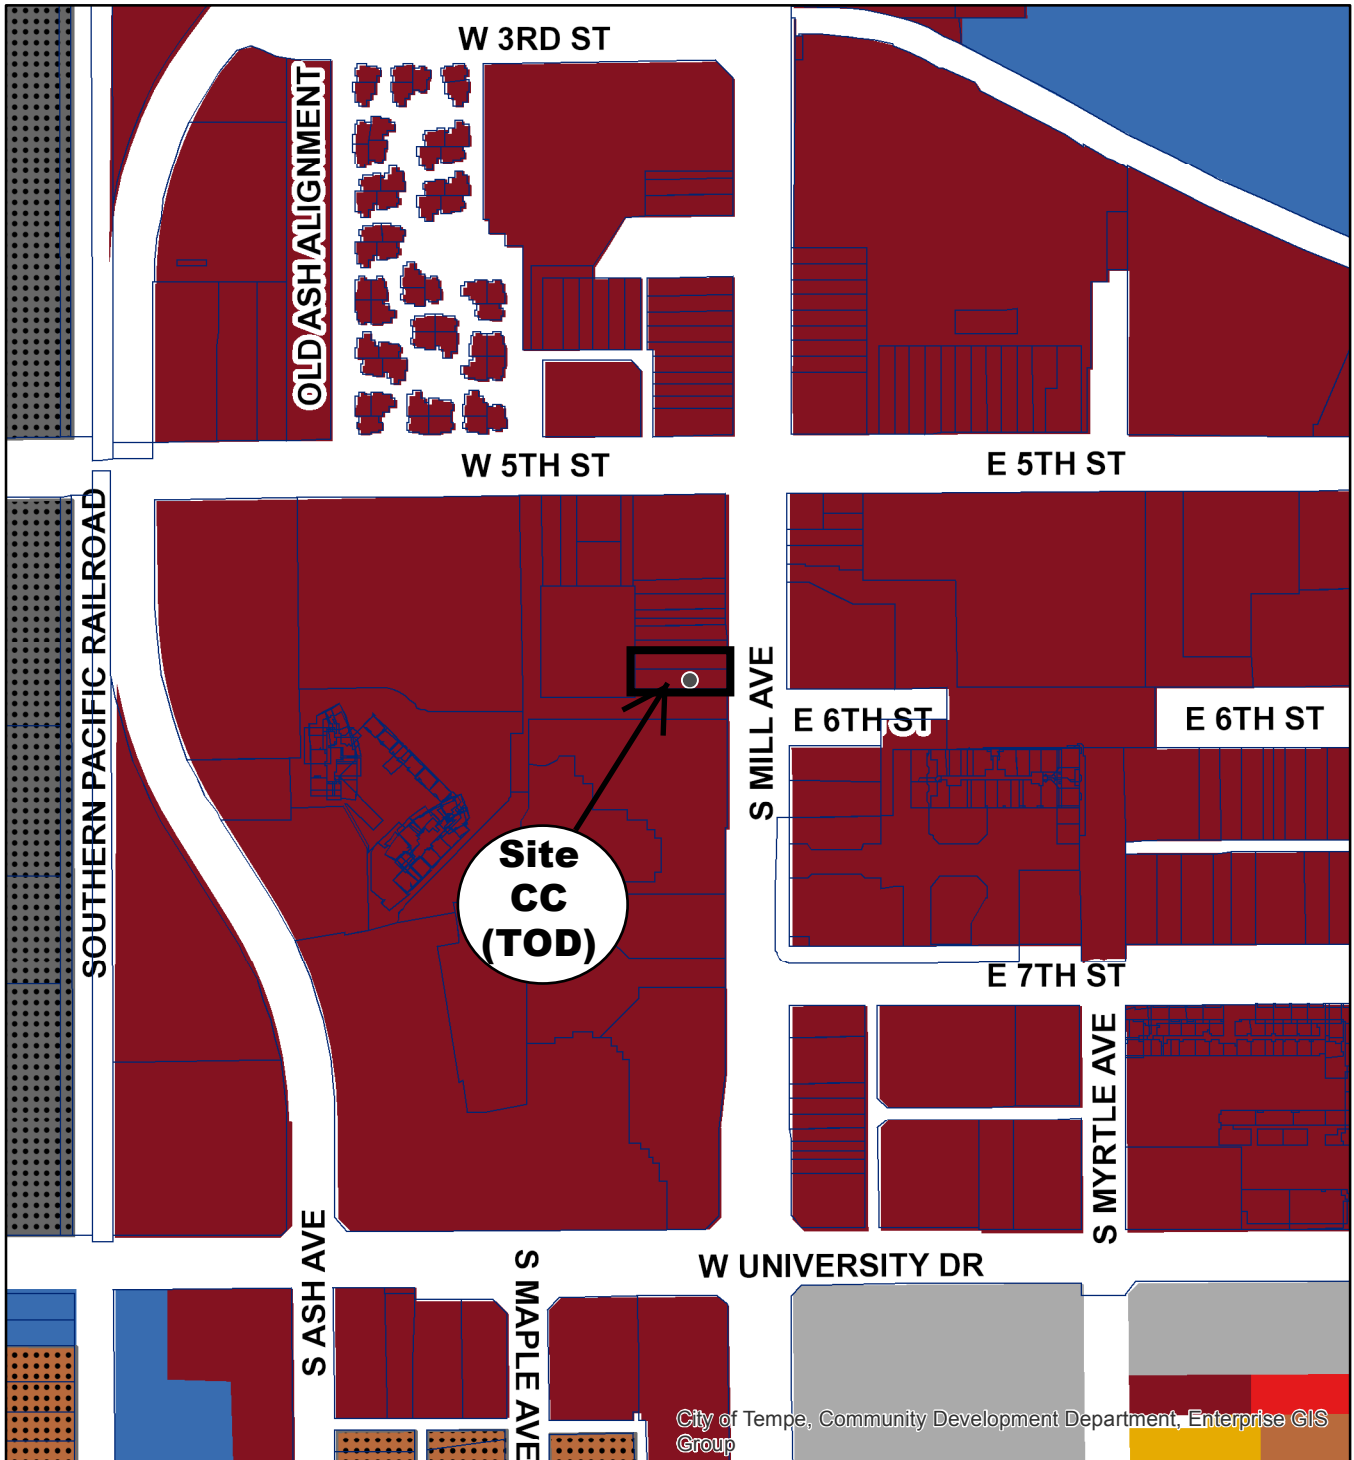 W 3RD ST
OLD ASH ALIGNMENT
W 5TH ST
E 5TH ST
SOUTHERN PACIFIC RAILROAD
S MILL AVE
E 6TH ST
E 6TH ST
Site
CC
(TOD)
E 7TH ST
S MYRTLE AVE
S ASH AVE
S MAPLE AVE
W UNIVERSITY DR
City of Tempe, Community Development Department, Enterprise GIS
Group